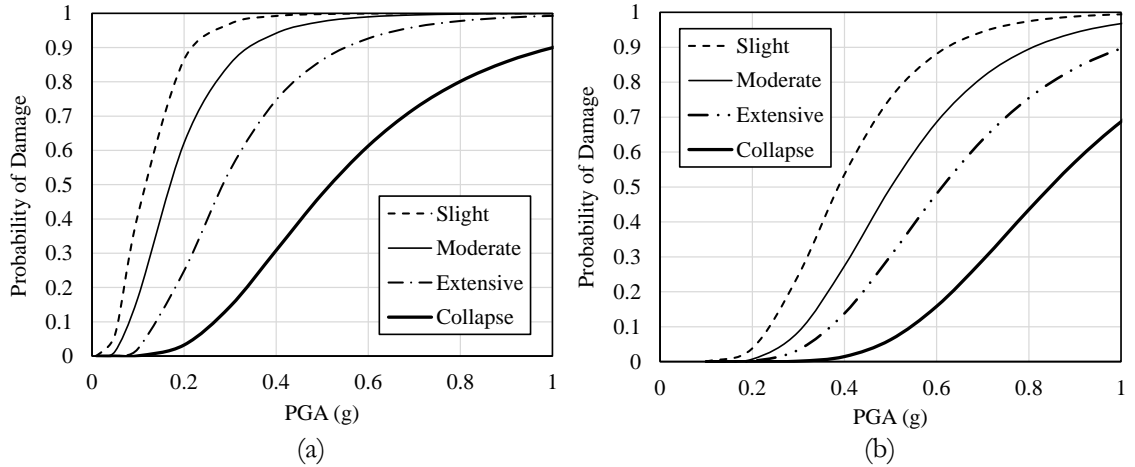 1
0.9
0.8
0.7
0.6
0.5
0.4
0.3
0.2
0.1
0
Probability of Damage
Slight
Moderate
Extensive
Collapse
0 0.2 0.4 0.6 0.8 1
PGA (g)
(a)
1
0.9
0.8
0.7
0.6
0.5
0.4
0.3
0.2
0.1
0
Probability of Damage
Slight
Moderate
Extensive
Collapse
0 0.2 0.4 0.6 0.8 1
PGA (g)
(b)